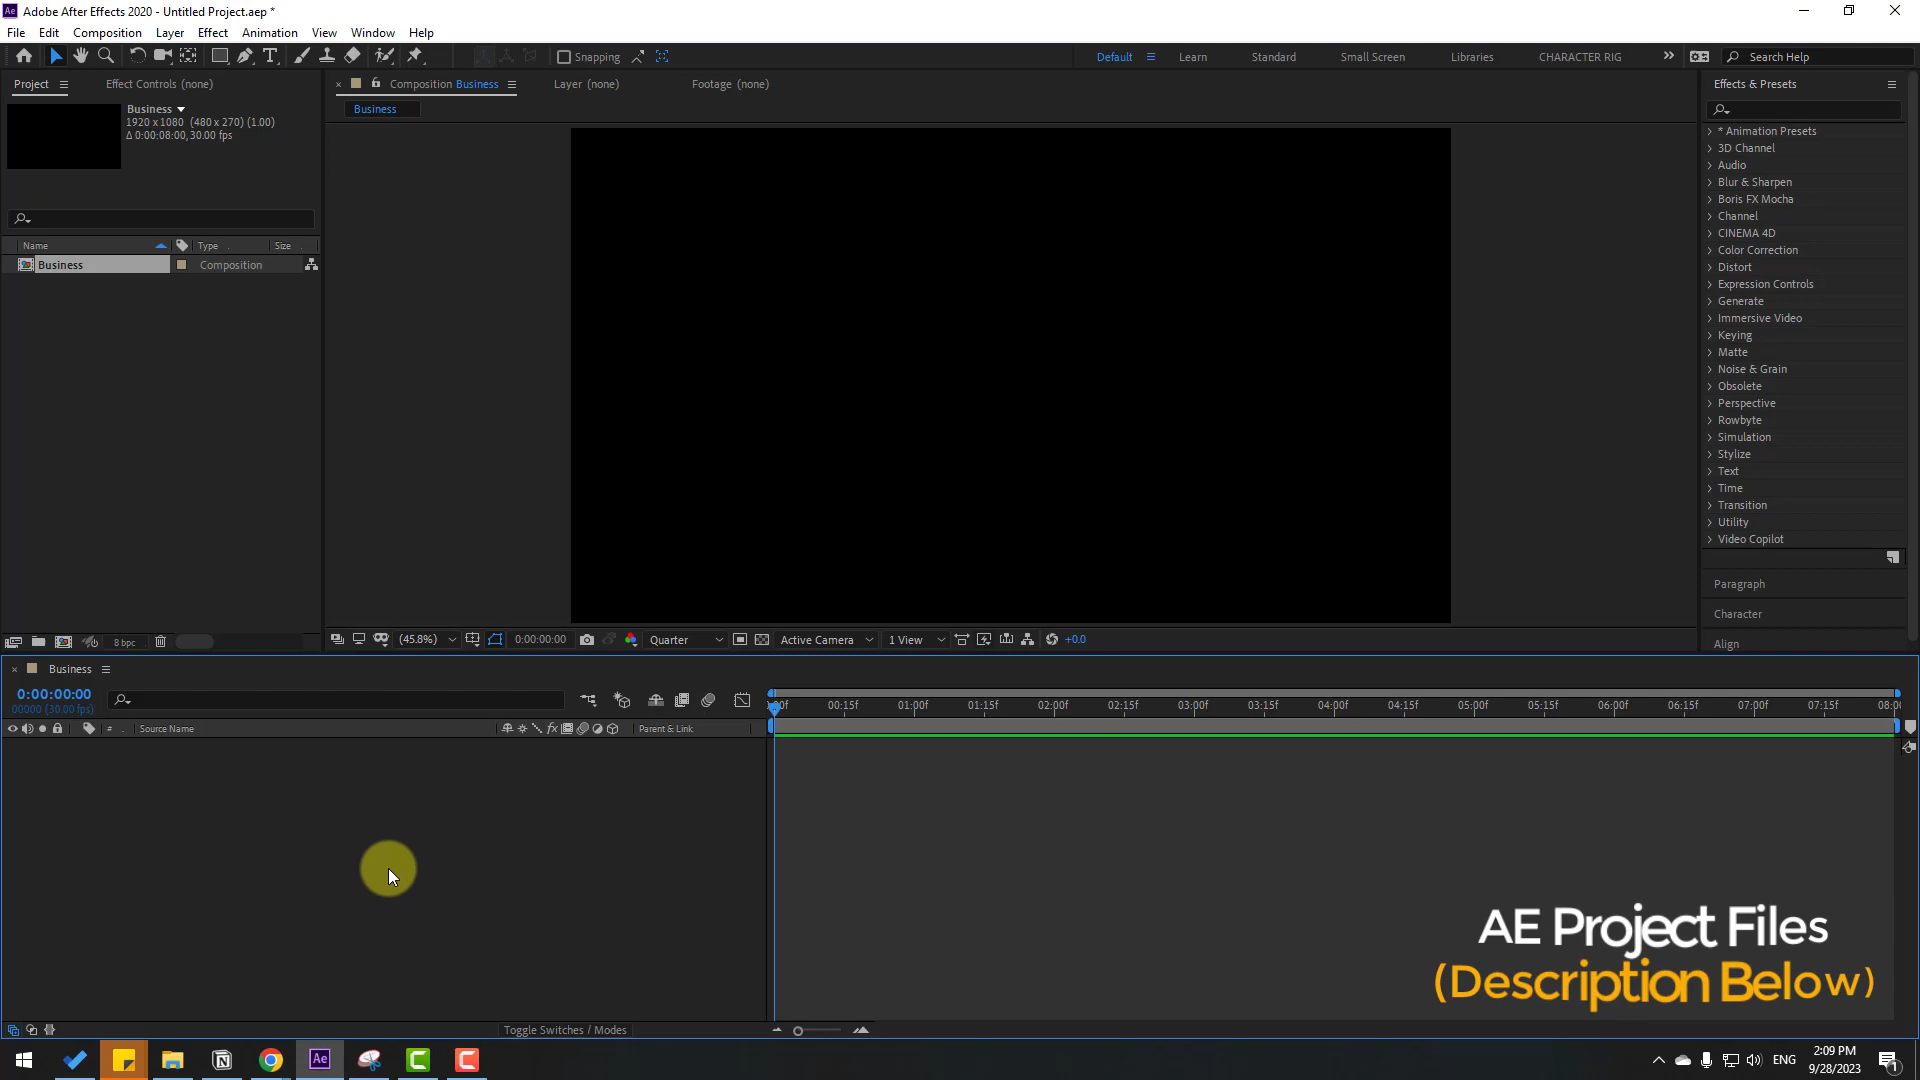 Ae Adobe After Effects 2020 - Untitled Project.aep *
File Edit Composition Layer Effect Animation View Window Help
Snapping Default Learn Standard Small Screen Libraries CHARACTER RIG Search Help
Project Effect Controls (none)
Business
1920 x 1080 (480 x 270) (1.00)
Δ 0:00:08:00, 30.00 fps
Name Type Size
Business Composition
8 bpc
Composition Business Layer (none) Footage (none)
Business
(45.8%) 0:00:00:00 Quarter Active Camera 1 View +0.0
Effects & Presets
* Animation Presets
3D Channel
Audio
Blur & Sharpen
Boris FX Mocha
Channel
CINEMA 4D
Color Correction
Distort
Expression Controls
Generate
Immersive Video
Keying
Matte
Noise & Grain
Obsolete
Perspective
Rowbyte
Simulation
Stylize
Text
Time
Transition
Utility
Video Copilot
Paragraph
Character
Align
Business
0:00:00:00
00000 (30.00 fps)
00f 00:15f 01:00f 01:15f 02:00f 02:15f 03:00f 03:15f 04:00f 04:15f 05:00f 05:15f 06:00f 06:15f 07:00f 07:15f 08:00
# Source Name fx Parent & Link
AE Project Files
(Description Below)
Toggle Switches / Modes
Ae ENG 2:09 PM
9/28/2023 1